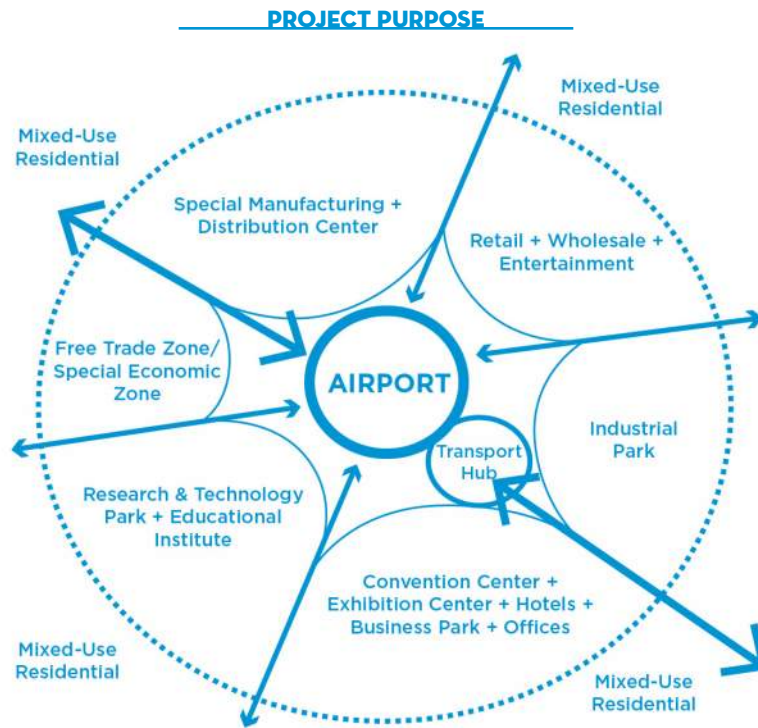 PROJECT PURPOSE
Mixed-Use
Residential
Mixed-Use
Residential
Special Manufacturing +
Distribution Center
Retail + Wholesale +
Entertainment
Free Trade Zone/
Special Economic
Zone
AIRPORT
Transport
Hub
Industrial
Park
Research & Technology
Park + Educational
Institute
Convention Center +
Exhibition Center + Hotels +
Business Park + Offices
Mixed-Use
Residential
Mixed-Use
Residential